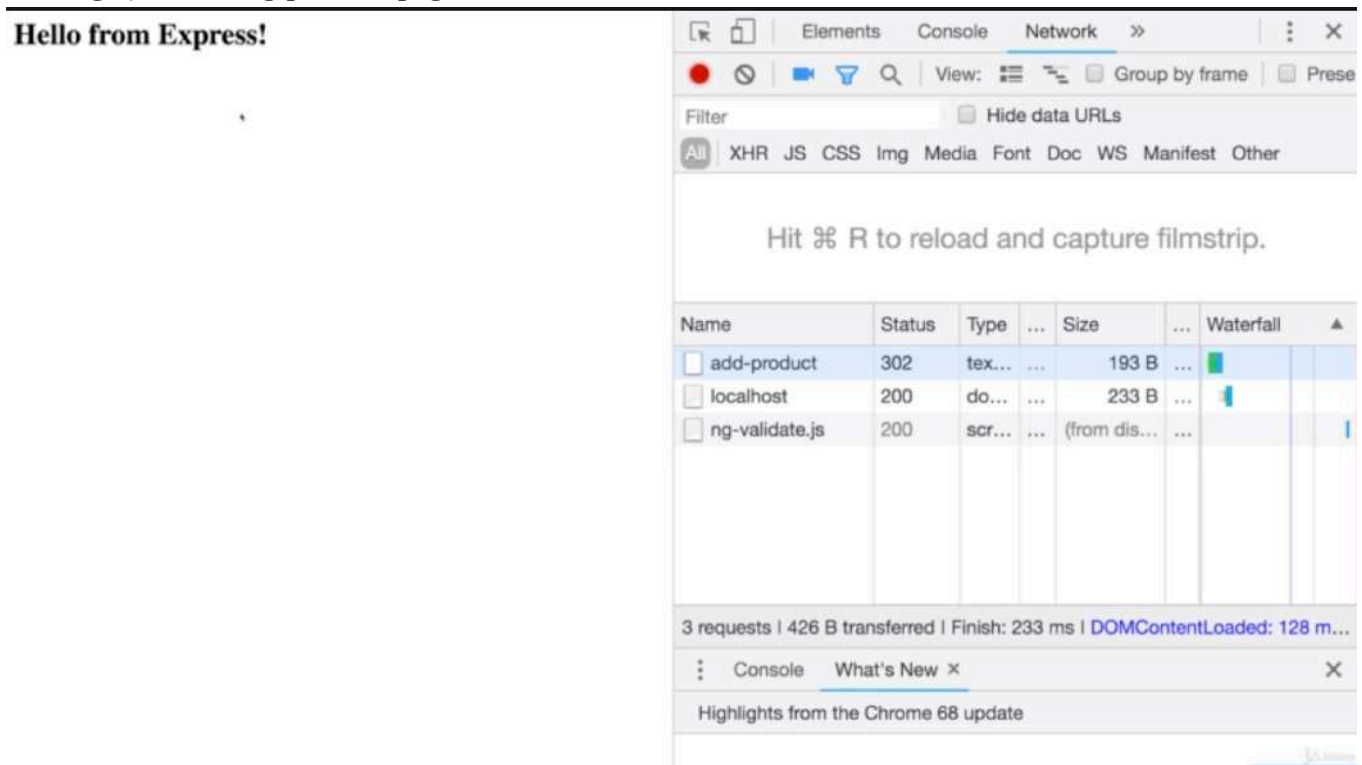 Hello from Express!
Elements Console Network »
View: Group by frame Prese
Filter Hide data URLs
All XHR JS CSS Img Media Font Doc WS Manifest Other
Hit ⌘ R to reload and capture filmstrip.
Name Status Type ... Size ... Waterfall ▲
add-product 302 tex... ... 193 B ...
localhost 200 do... ... 233 B ...
ng-validate.js 200 scr... ... (from dis... ...
3 requests | 426 B transferred | Finish: 233 ms | DOMContentLoaded: 128 m...
Console What's New ×
Highlights from the Chrome 68 update